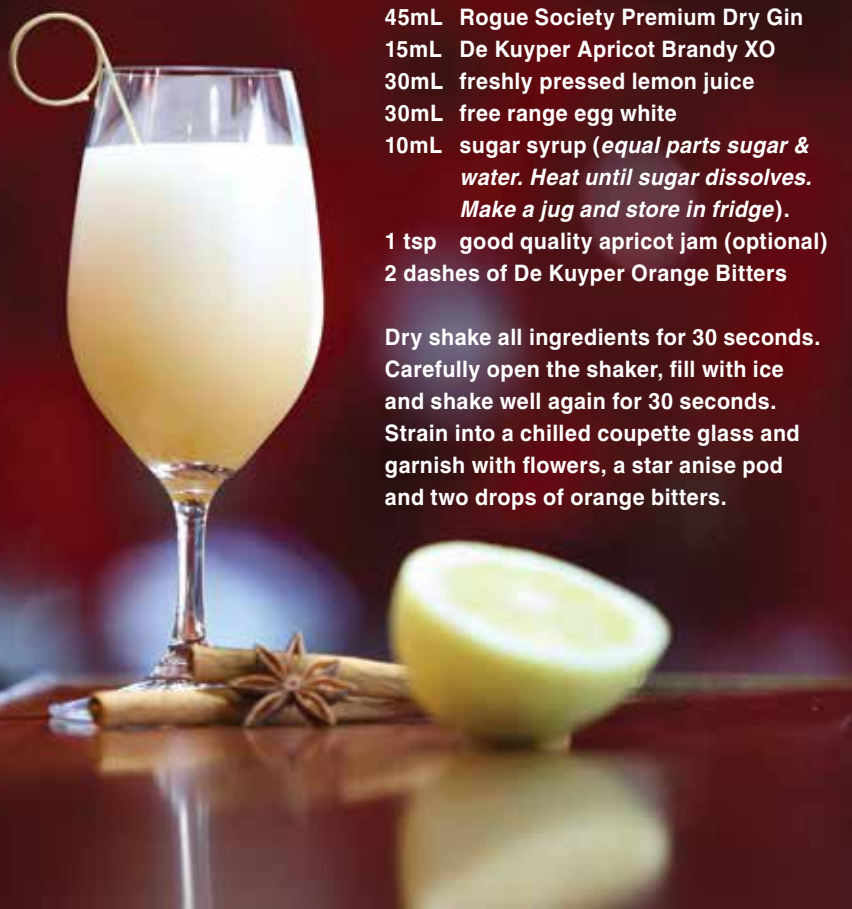 45mL Rogue Society Premium Dry Gin
15mL De Kuyper Apricot Brandy XO
30mL freshly pressed lemon juice
30mL free range egg white
10mL sugar syrup (equal parts sugar &
water. Heat until sugar dissolves.
Make a jug and store in fridge).
1 tsp good quality apricot jam (optional)
2 dashes of De Kuyper Orange Bitters

Dry shake all ingredients for 30 seconds.
Carefully open the shaker, fill with ice
and shake well again for 30 seconds.
Strain into a chilled coupette glass and
garnish with flowers, a star anise pod
and two drops of orange bitters.